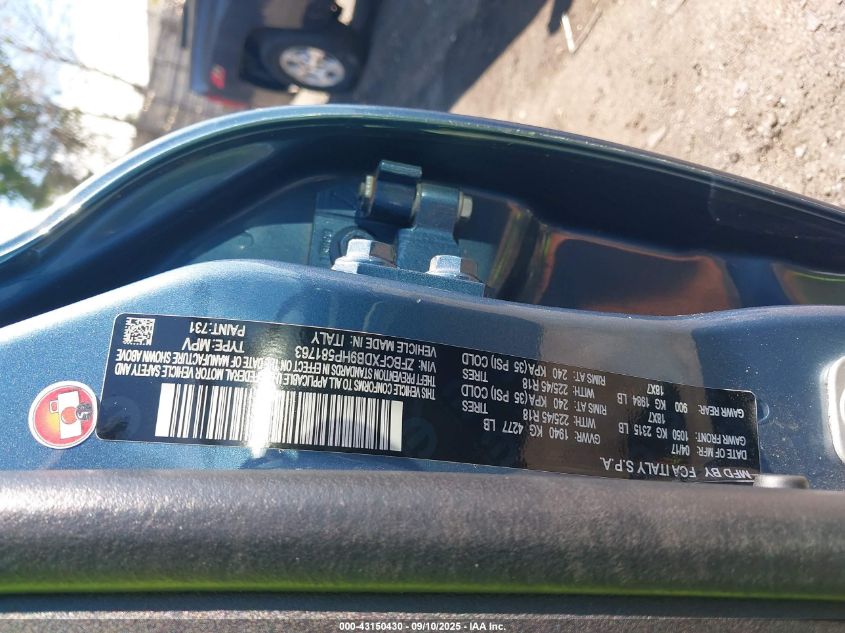 MFD BY FCA ITALY S.P.A.
DATE OF MFR: 04/17 GVWR: 1940 KG 4277 LB
GAWR FRONT: 1050 KG 2315 LB WITH: 225/45 R18 TIRES
18X7 RIMS AT: 240 KPA(35 PSI) COLD
GAWR REAR: 900 KG 1984 LB WITH: 225/45 R18 TIRES
18X7 RIMS AT: 240 KPA(35 PSI) COLD
THIS VEHICLE CONFORMS TO ALL APPLICABLE U.S. FEDERAL MOTOR VEHICLE SAFETY AND
THEFT PREVENTION STANDARDS IN EFFECT ON THE DATE OF MANUFACTURE SHOWN ABOVE
VIN: ZFBCFXDB9HP581763 TYPE: MPV
VEHICLE MADE IN: ITALY PAINT:731
000-43150430 - 09/10/2025 - IAA Inc.